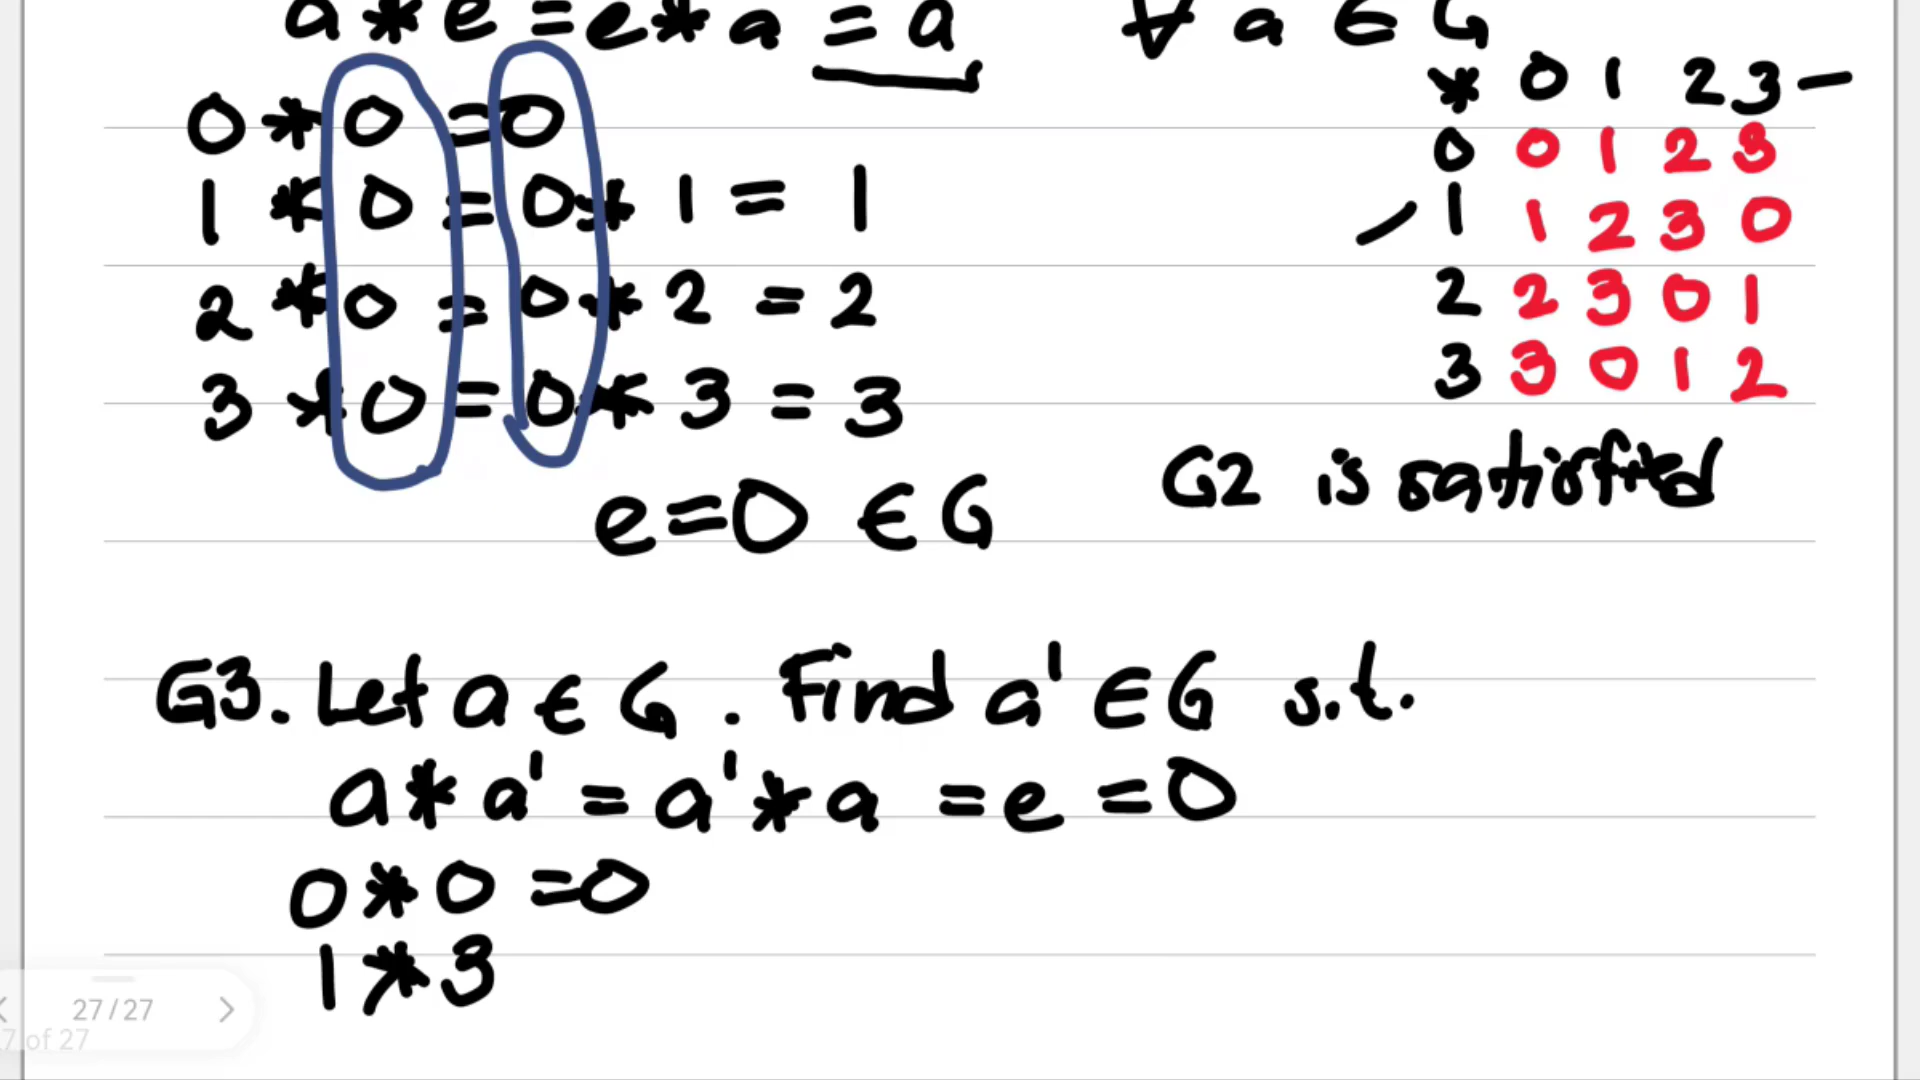 a * e = e * a = a ∀ a ∈ G
0 * 0 = 0
1 * 0 = 0 * 1 = 1
2 * 0 = 0 * 2 = 2
3 * 0 = 0 * 3 = 3
* 0 1 2 3
0 0 1 2 3
1 1 2 3 0
2 2 3 0 1
3 3 0 1 2
e = 0 ∈ G
G2 is satisfied
G3. Let a ∈ G. Find a' ∈ G s.t.
a * a' = a' * a = e = 0
0 * 0 = 0
1 * 3
27/27
7 of 27